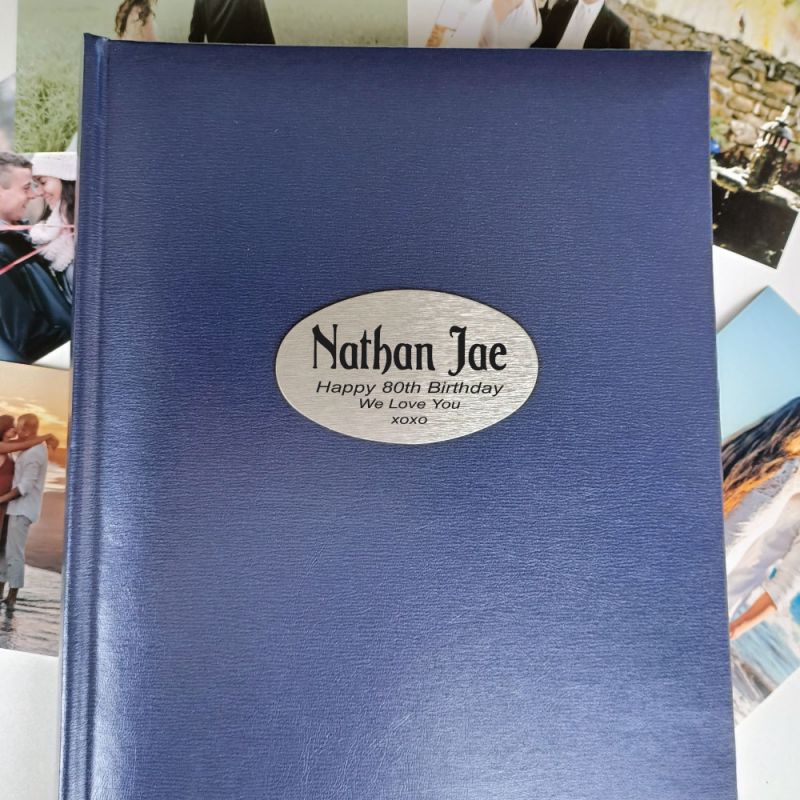 Nathan Jae
Happy 80th Birthday
We Love You
xoxo